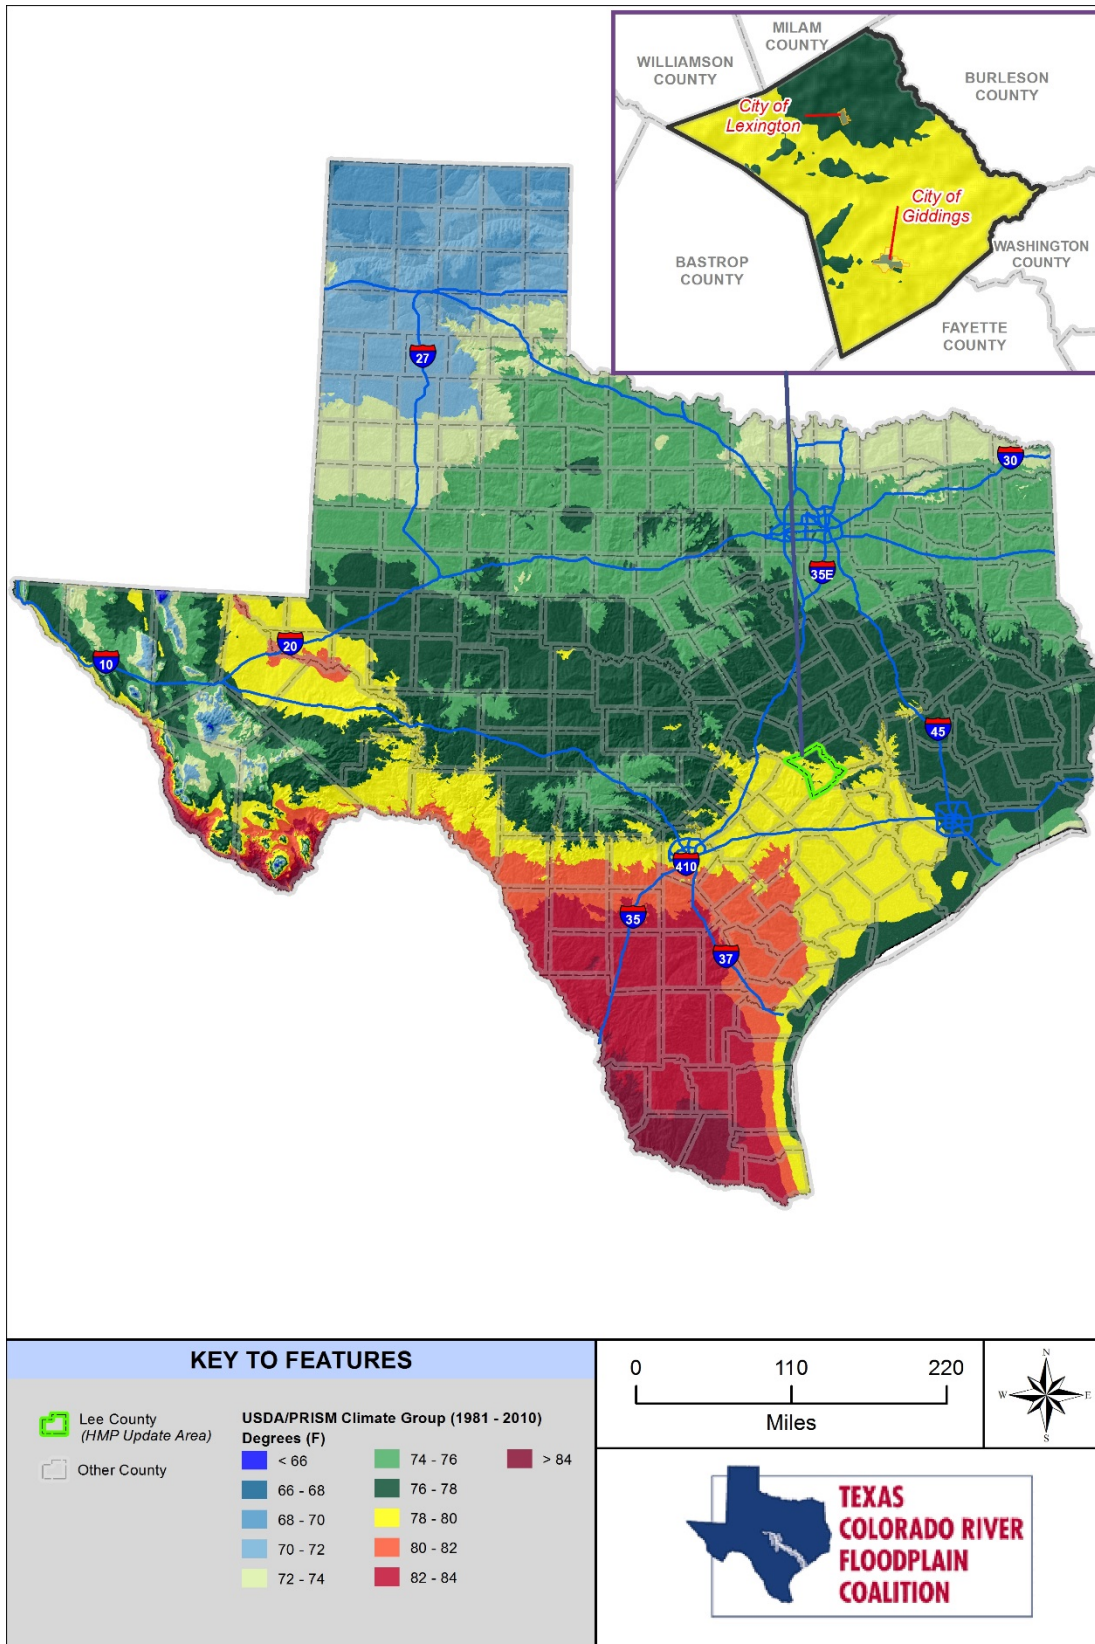 MILAM
COUNTY
WILLIAMSON
COUNTY
BURLESON
COUNTY
City of
Lexington
City of
Giddings
BASTROP
COUNTY
WASHINGTON
COUNTY
FAYETTE
COUNTY
27
30
35E
20
10
45
410
35
37
KEY TO FEATURES
Lee County
(HMP Update Area)
Other County
USDA/PRISM Climate Group (1981 - 2010)
Degrees (F)
< 66
66 - 68
68 - 70
70 - 72
72 - 74
74 - 76
76 - 78
78 - 80
80 - 82
82 - 84
> 84
0 110 220
Miles
N
W E
S
TEXAS
COLORADO RIVER
FLOODPLAIN
COALITION